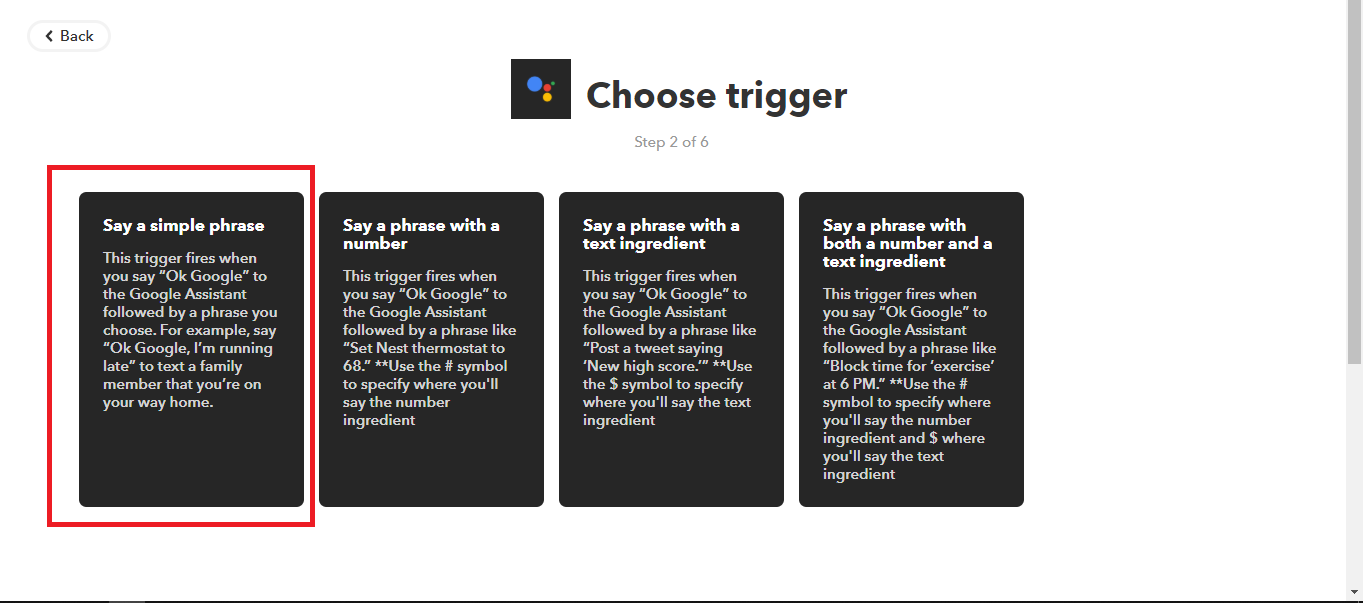 Back
Choose trigger
Step 2 of 6
Say a simple phrase
This trigger fires when
you say “Ok Google” to
the Google Assistant
followed by a phrase you
choose. For example, say
“Ok Google, I’m running
late” to text a family
member that you’re on
your way home.
Say a phrase with a
number
This trigger fires when
you say “Ok Google” to
the Google Assistant
followed by a phrase like
“Set Nest thermostat to
68.” **Use the # symbol
to specify where you'll
say the number
ingredient
Say a phrase with a
text ingredient
This trigger fires when
you say “Ok Google” to
the Google Assistant
followed by a phrase like
“Post a tweet saying
‘New high score.’” **Use
the $ symbol to specify
where you'll say the text
ingredient
Say a phrase with
both a number and a
text ingredient
This trigger fires when
you say “Ok Google” to
the Google Assistant
followed by a phrase like
“Block time for ‘exercise’
at 6 PM.” **Use the #
symbol to specify where
you'll say the number
ingredient and $ where
you'll say the text
ingredient